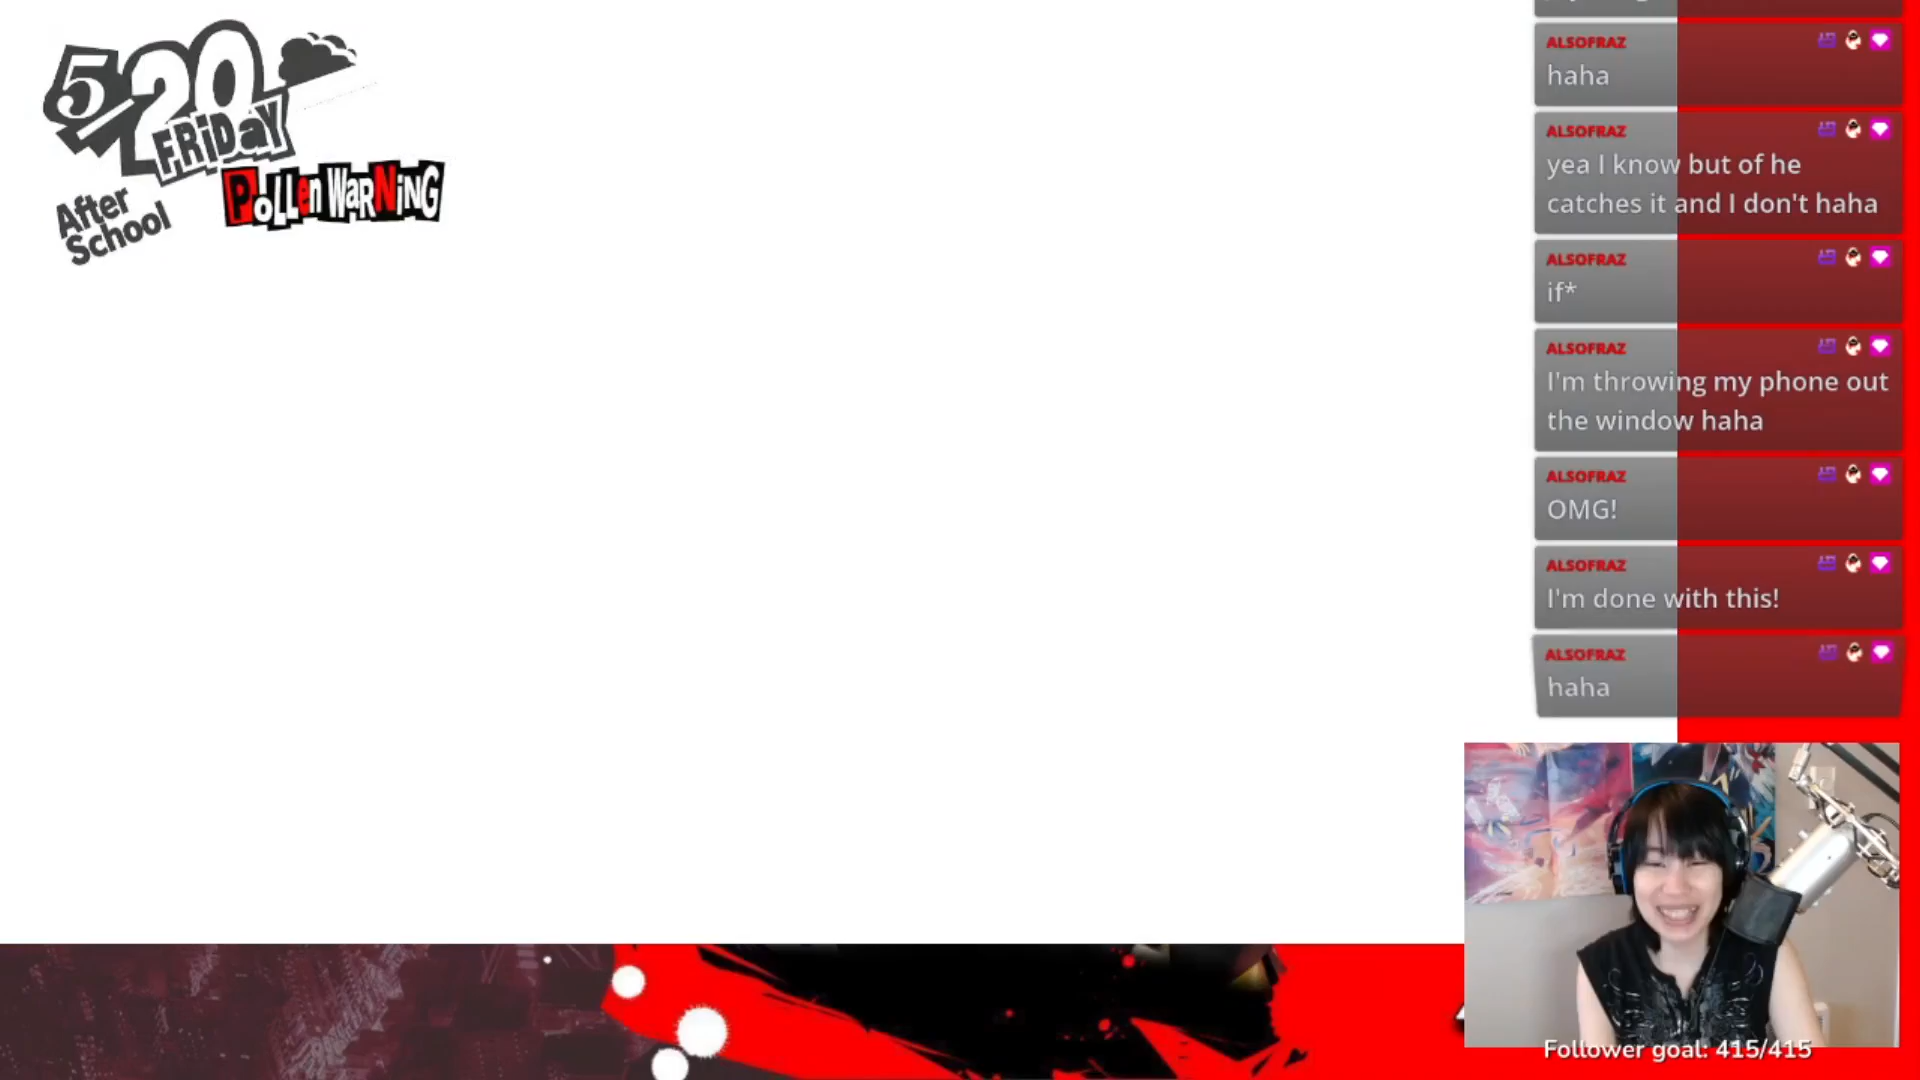 5/20
FRiDaY
PoLLen WarNiNG
After
School
ALSOFRAZ
haha
ALSOFRAZ
yea I know but of he
catches it and I don't haha
ALSOFRAZ
if*
ALSOFRAZ
I'm throwing my phone out
the window haha
ALSOFRAZ
OMG!
ALSOFRAZ
I'm done with this!
ALSOFRAZ
haha
Follower goal: 415/415